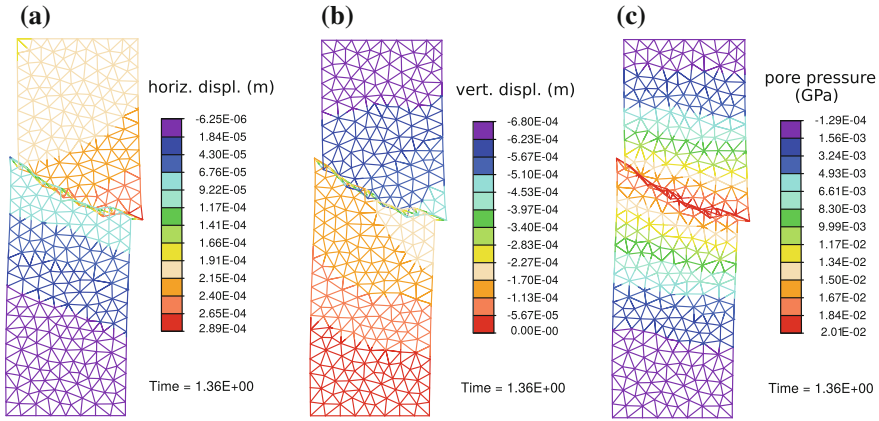 (a)
horiz. displ. (m)
-6.25E-06
1.84E-05
4.30E-05
6.76E-05
9.22E-05
1.17E-04
1.41E-04
1.66E-04
1.91E-04
2.15E-04
2.40E-04
2.65E-04
2.89E-04
Time = 1.36E+00
(b)
vert. displ. (m)
-6.80E-04
-6.23E-04
-5.67E-04
-5.10E-04
-4.53E-04
-3.97E-04
-3.40E-04
-2.83E-04
-2.27E-04
-1.70E-04
-1.13E-04
-5.67E-05
0.00E-00
Time = 1.36E+00
(c)
pore pressure
(GPa)
-1.29E-04
1.56E-03
3.24E-03
4.93E-03
6.61E-03
8.30E-03
9.99E-03
1.17E-02
1.34E-02
1.50E-02
1.67E-02
1.84E-02
2.01E-02
Time = 1.36E+00